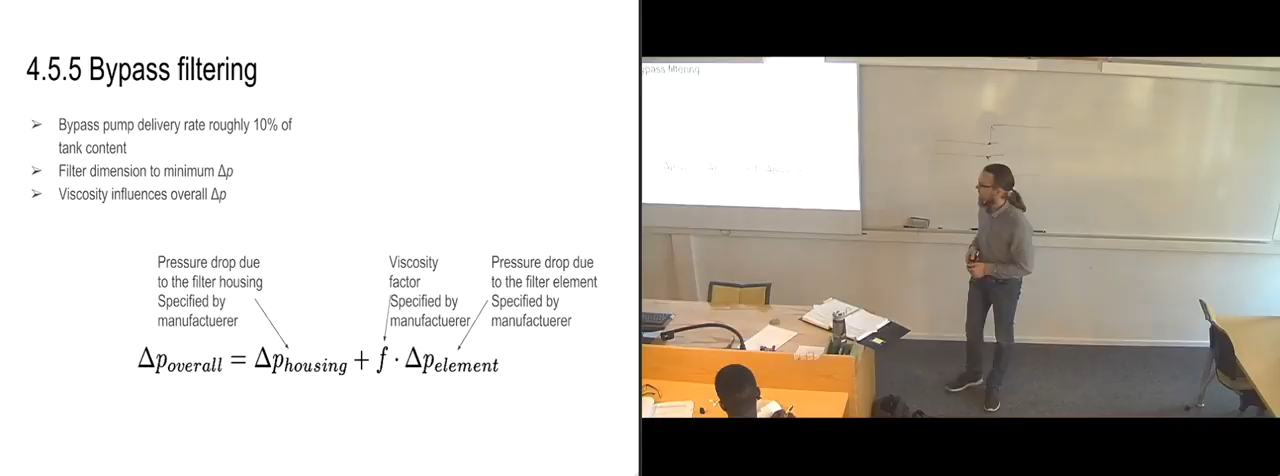 4.5.5 Bypass filtering
➢ Bypass pump delivery rate roughly 10% of
tank content
➢ Filter dimension to minimum Δp
➢ Viscosity influences overall Δp
Pressure drop due
to the filter housing
Specified by
manufactuerer
Viscosity
factor
Specified by
manufactuerer
Pressure drop due
to the filter element
Specified by
manufactuerer
Δp_overall = Δp_housing + f · Δp_element
ypass filtering